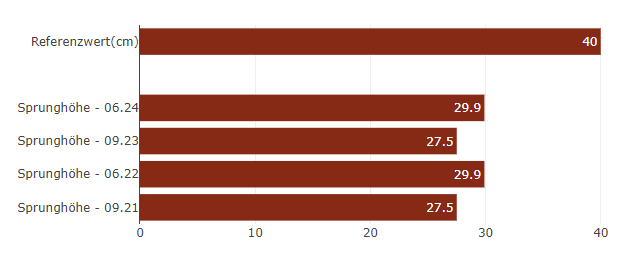 Referenzwert(cm) 40
Sprunghöhe - 06.24 29.9
Sprunghöhe - 09.23 27.5
Sprunghöhe - 06.22 29.9
Sprunghöhe - 09.21 27.5
0 10 20 30 40